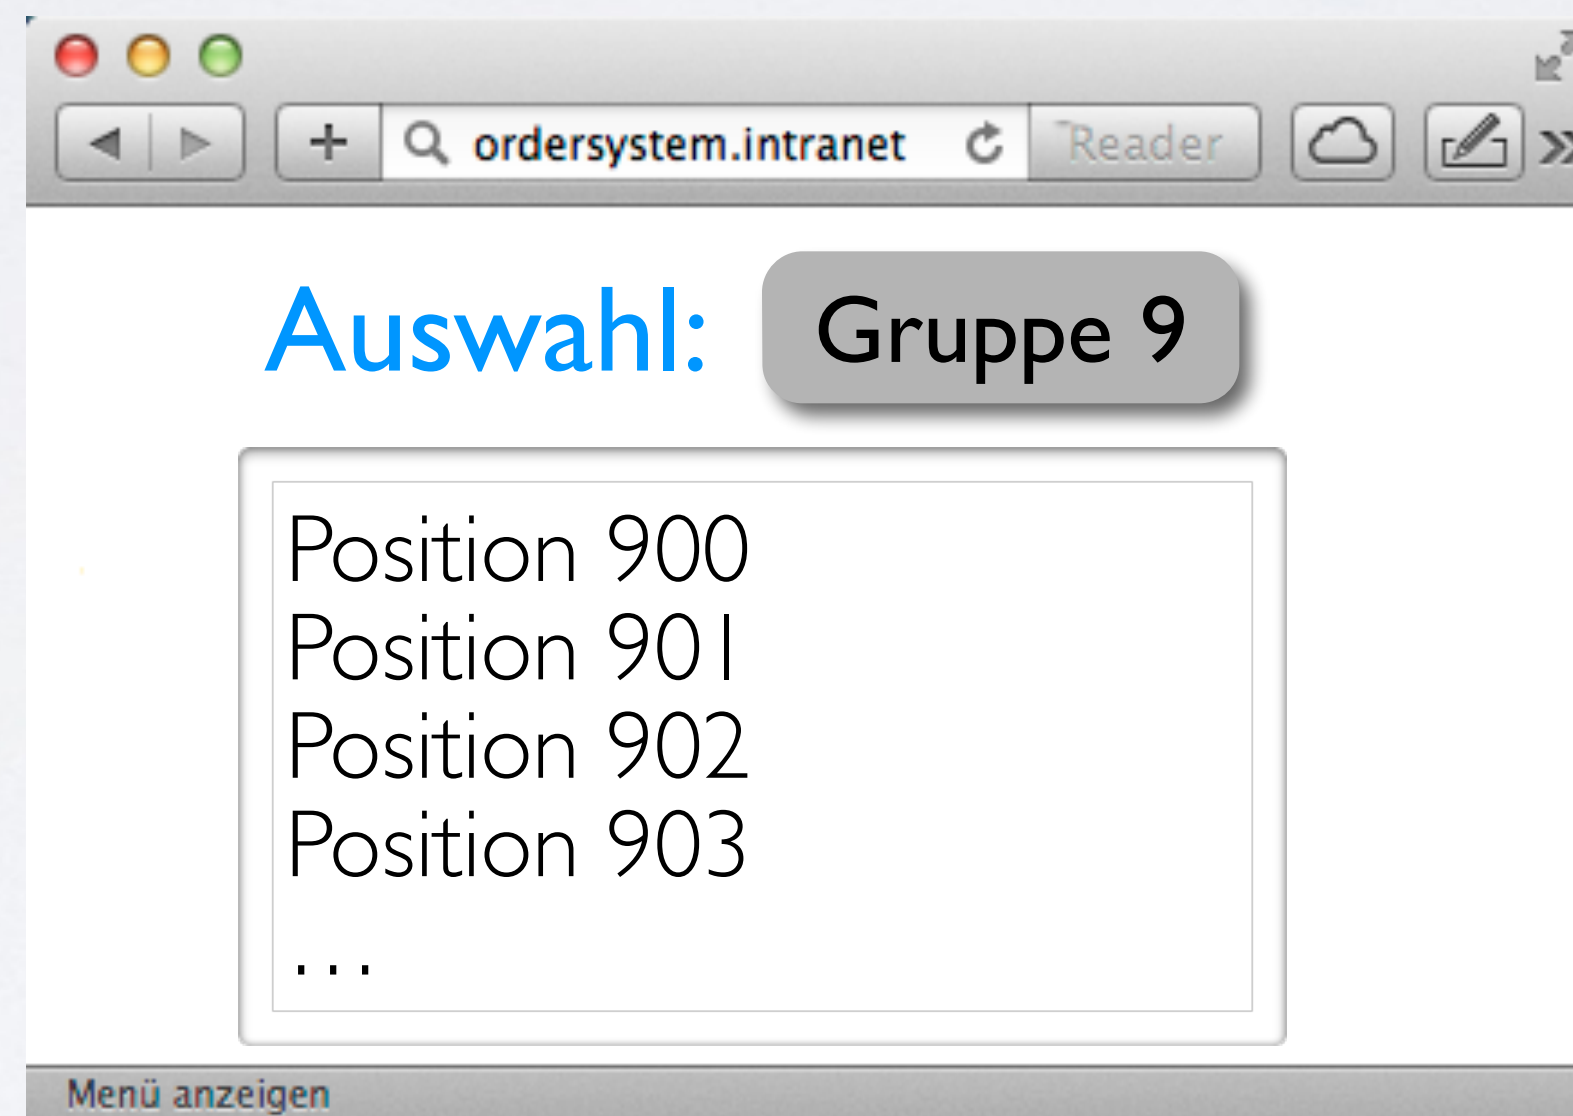 ordersystem.intranet Reader
Auswahl: Gruppe 9
Position 900
Position 901
Position 902
Position 903
...
Menü anzeigen